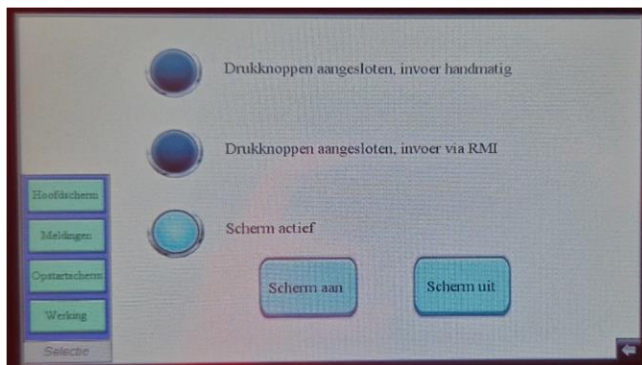 Drukknoppen aangesloten, invoer handmatig
Drukknoppen aangesloten, invoer via RMI
Scherm actief
Scherm aan
Scherm uit
Hoofdscherm
Meldingen
Opstartscherm
Werking
Selectie